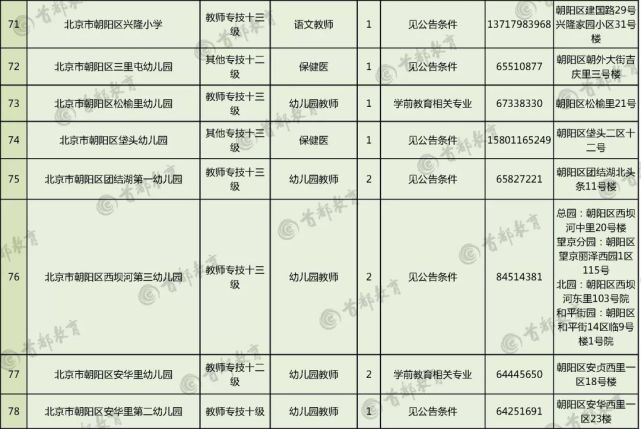 71 北京市朝阳区兴隆小学 教师专技十三级 语文教师 1 见公告条件 13717983968 朝阳区建国路29号兴隆家园小区31号楼
72 北京市朝阳区三里屯幼儿园 其他专技十二级 保健医 1 见公告条件 65510877 朝阳区朝外大街吉庆里三号楼
73 北京市朝阳区松榆里幼儿园 教师专技十三级 幼儿园教师 1 学前教育相关专业 67338330 朝阳区松榆里21号
74 北京市朝阳区垡头幼儿园 其他专技十三级 保健医 1 见公告条件 15801165249 朝阳区垡头二区十二号
75 北京市朝阳区团结湖第一幼儿园 教师专技十三级 幼儿园教师 2 见公告条件 65827221 朝阳区团结湖北头条11号楼
76 北京市朝阳区西坝河第三幼儿园 教师专技十三级 幼儿园教师 2 见公告条件 84514381 总园：朝阳区西坝河中里20号楼 望京分园：朝阳区望京丽泽西园1区115号 北园：朝阳区西坝河东里103号院 和平街园：朝阳区和平街14区临9号楼1号院
77 北京市朝阳区安华里幼儿园 教师专技十二级 幼儿园教师 2 学前教育相关专业 64445650 朝阳区安贞西里一区18号楼
78 北京市朝阳区安华里第二幼儿园 教师专技十级 幼儿园教师 1 见公告条件 64251691 朝阳区安华西里一区23楼
首都教育